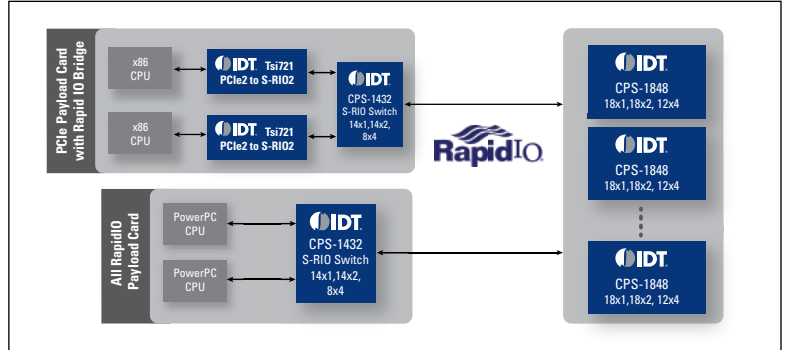 PCIe Payload Card
with Rapid IO Bridge
x86
CPU
IDT. Tsi721
PCIe2 to S-RIO2
x86
CPU
IDT. Tsi721
PCIe2 to S-RIO2
IDT.
CPS-1432
S-RIO Switch
14x1,14x2,
8x4
RapidIO
All RapidIO
Payload Card
PowerPC
CPU
PowerPC
CPU
IDT.
CPS-1432
S-RIO Switch
14x1,14x2,
8x4
IDT.
CPS-1848
18x1,18x2, 12x4
IDT.
CPS-1848
18x1,18x2, 12x4
IDT.
CPS-1848
18x1,18x2, 12x4